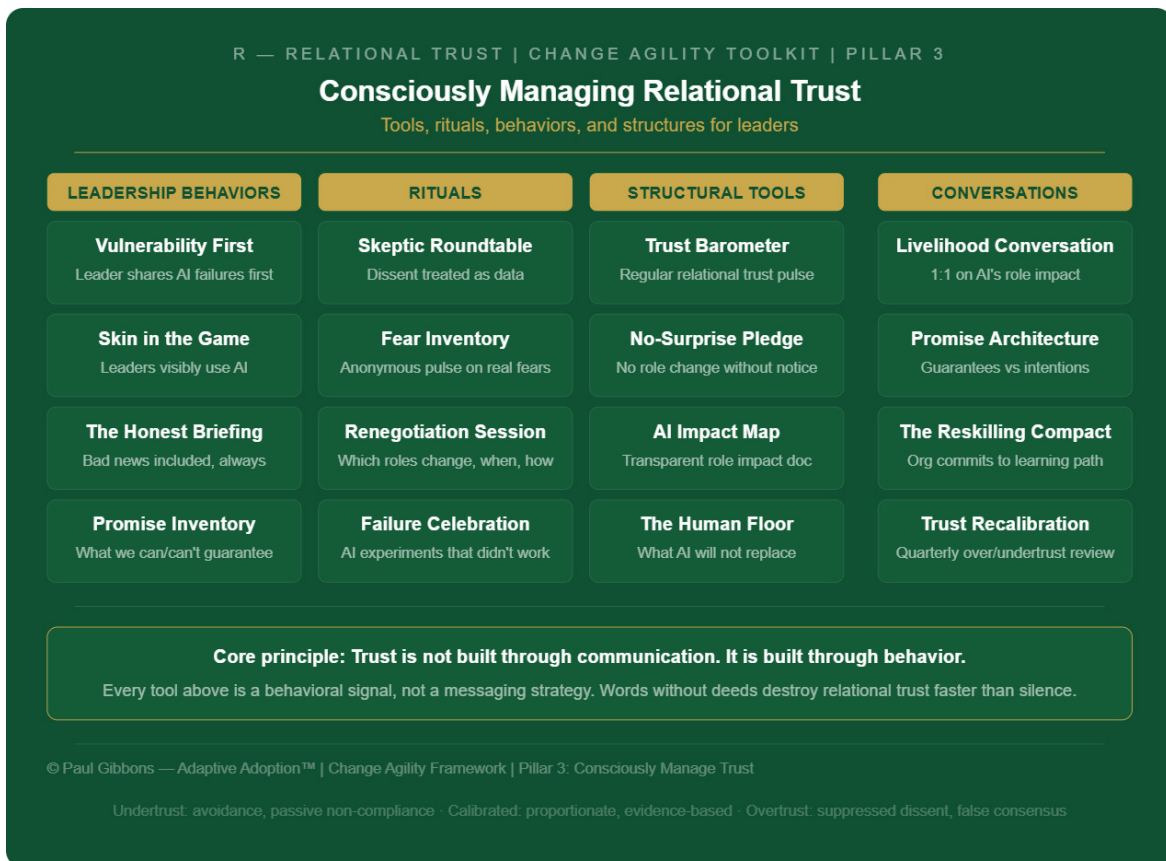 R — RELATIONAL TRUST | CHANGE AGILITY TOOLKIT | PILLAR 3
Consciously Managing Relational Trust
Tools, rituals, behaviors, and structures for leaders
LEADERSHIP BEHAVIORS
Vulnerability First
Leader shares AI failures first
Skin in the Game
Leaders visibly use AI
The Honest Briefing
Bad news included, always
Promise Inventory
What we can/can't guarantee
RITUALS
Skeptic Roundtable
Dissent treated as data
Fear Inventory
Anonymous pulse on real fears
Renegotiation Session
Which roles change, when, how
Failure Celebration
AI experiments that didn't work
STRUCTURAL TOOLS
Trust Barometer
Regular relational trust pulse
No-Surprise Pledge
No role change without notice
AI Impact Map
Transparent role impact doc
The Human Floor
What AI will not replace
CONVERSATIONS
Livelihood Conversation
1:1 on AI's role impact
Promise Architecture
Guarantees vs intentions
The Reskilling Compact
Org commits to learning path
Trust Recalibration
Quarterly over/undertrust review
Core principle: Trust is not built through communication. It is built through behavior.
Every tool above is a behavioral signal, not a messaging strategy. Words without deeds destroy relational trust faster than silence.
© Paul Gibbons — Adaptive Adoption™ | Change Agility Framework | Pillar 3: Consciously Manage Trust
Undertrust: avoidance, passive non-compliance · Calibrated: proportionate, evidence-based · Overtrust: suppressed dissent, false consensus